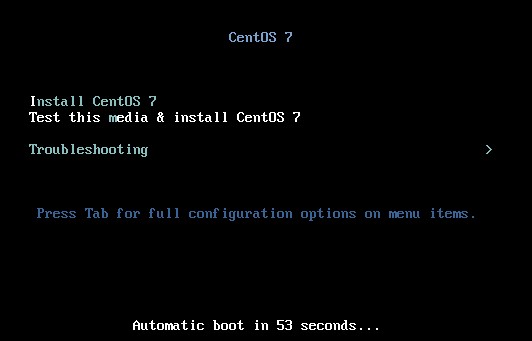 CentOS 7
Install CentOS 7
Test this media & install CentOS 7
Troubleshooting >
Press Tab for full configuration options on menu items.
Automatic boot in 53 seconds...